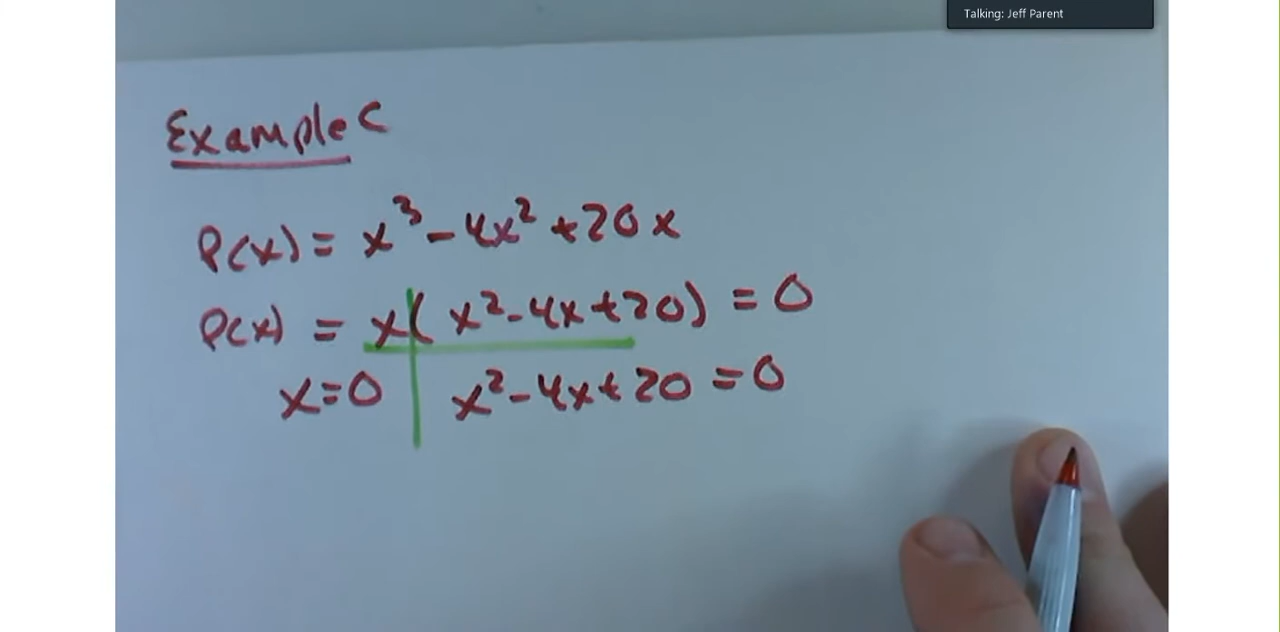 Talking: Jeff Parent
Example C
P(x) = x³ - 4x² + 20x
P(x) = x( x² - 4x + 20) = 0
x = 0 | x² - 4x + 20 = 0